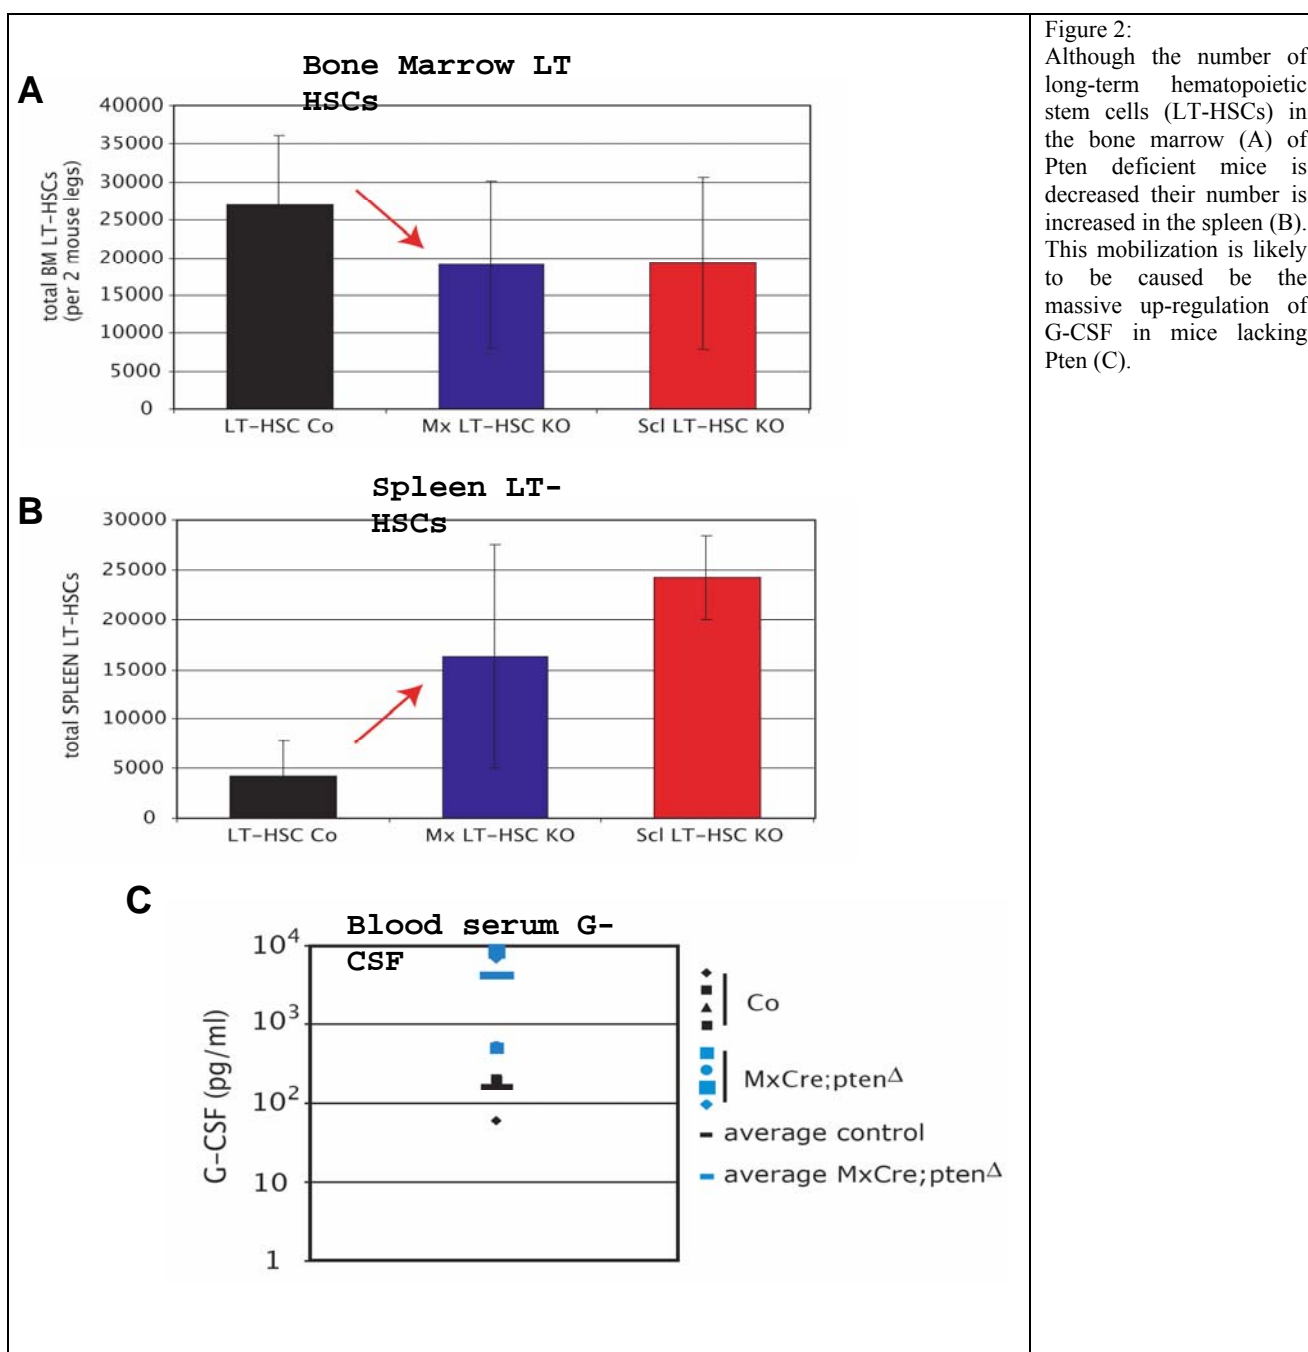 A
Bone Marrow LT
HSCs
total BM LT-HSCs
(per 2 mouse legs)
40000
35000
30000
25000
20000
15000
10000
5000
0
LT-HSC Co
Mx LT-HSC KO
Scl LT-HSC KO
B
Spleen LT-
HSCs
total SPLEEN LT-HSCs
30000
25000
20000
15000
10000
5000
0
LT-HSC Co
Mx LT-HSC KO
Scl LT-HSC KO
C
Blood serum G-
CSF
G-CSF (pg/ml)
10⁴
10³
10²
10
1
Co
MxCre;ptenΔ
average control
average MxCre;ptenΔ
Figure 2:
Although the number of
long-term hematopoietic
stem cells (LT-HSCs) in
the bone marrow (A) of
Pten deficient mice is
decreased their number is
increased in the spleen (B).
This mobilization is likely
to be caused be the
massive up-regulation of
G-CSF in mice lacking
Pten (C).